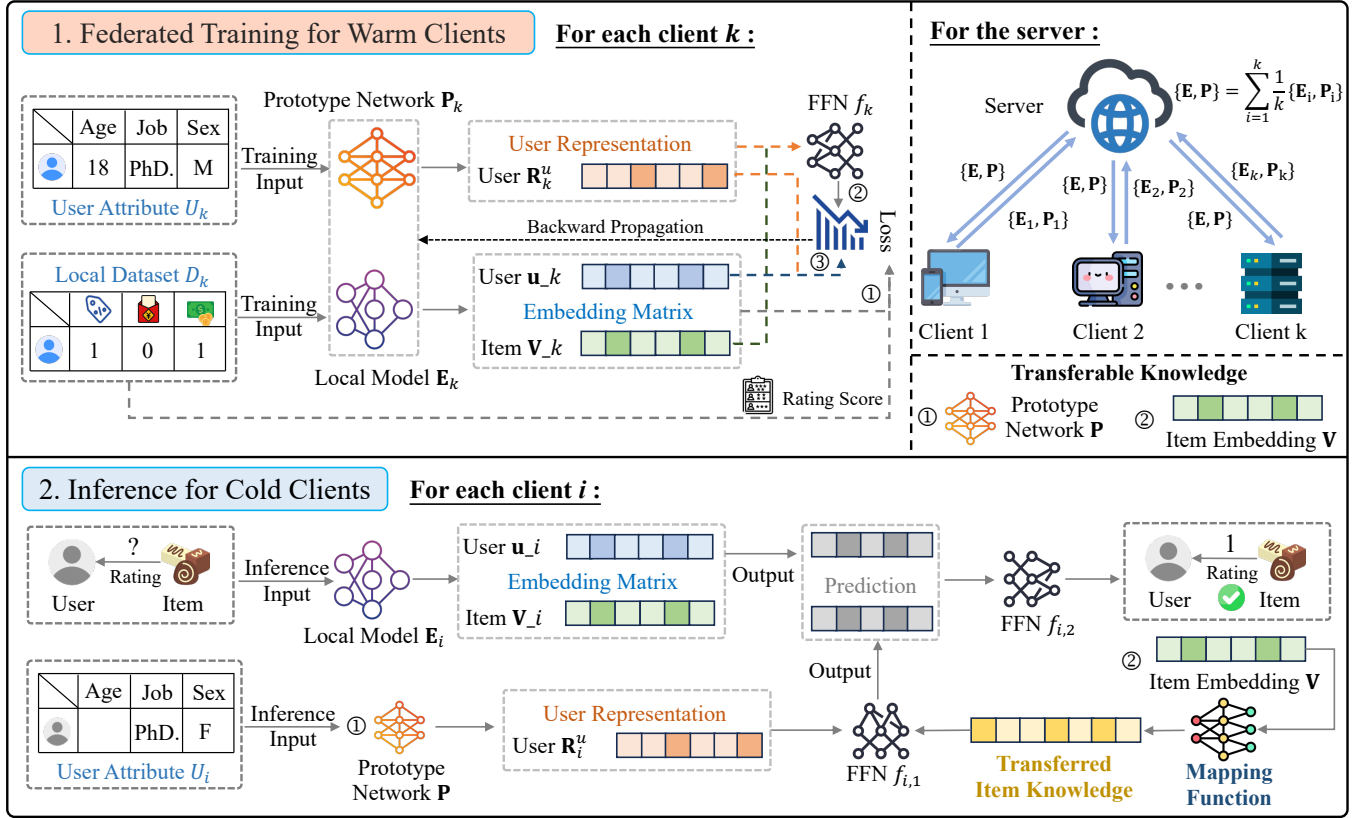 1. Federated Training for Warm Clients
For each client k :
Age Job Sex
18 PhD. M
User Attribute U_k
Training
Input
Prototype Network P_k
User Representation
User R_k^u
FFN f_k
②
Loss
Backward Propagation
③
Local Dataset D_k
1 0 1
Training
Input
Local Model E_k
User u_k
Embedding Matrix
Item V_k
①
Rating Score
For the server :
Server
{E, P} = \sum_{i=1}^{k} \frac{1}{k} {E_i, P_i}
{E, P}
{E_1, P_1}
{E, P}
{E_2, P_2}
{E_k, P_k}
{E, P}
Client 1
Client 2
Client k
Transferable Knowledge
①
Prototype
Network P
②
Item Embedding V
2. Inference for Cold Clients
For each client i :
?
Rating
User Item
Inference
Input
Local Model E_i
User u_i
Embedding Matrix
Item V_i
Output
Prediction
FFN f_{i,2}
1
Rating
User Item
Age Job Sex
PhD. F
User Attribute U_i
Inference
Input
①
Prototype
Network P
User Representation
User R_i^u
Output
FFN f_{i,1}
Transferred
Item Knowledge
②
Item Embedding V
Mapping
Function